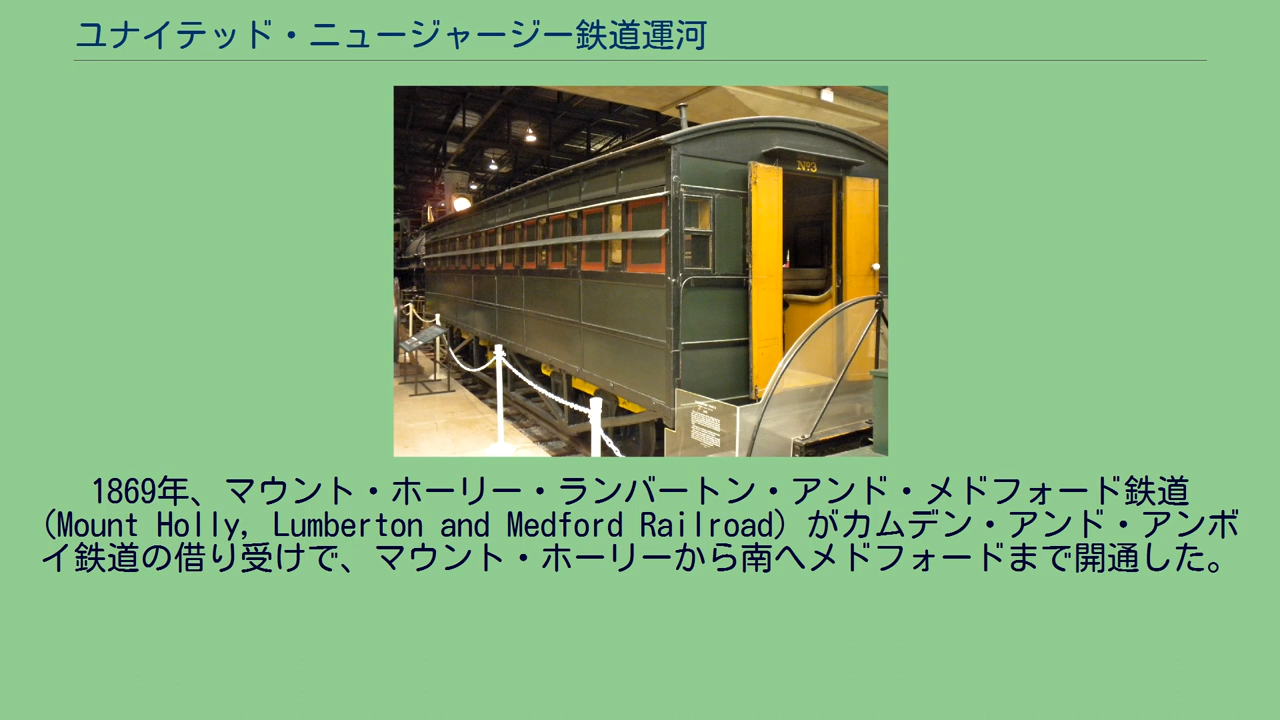 ユナイテッド・ニュージャージー鉄道運河
Nº3
1869年、マウント・ホーリー・ランバートン・アンド・メドフォード鉄道
(Mount Holly, Lumberton and Medford Railroad) がカムデン・アンド・アンボ
イ鉄道の借り受けで、マウント・ホーリーから南へメドフォードまで開通した。